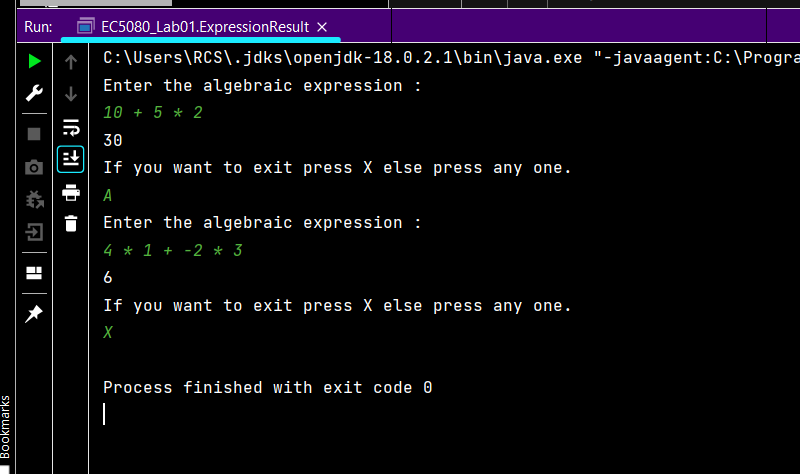 Run: EC5080_Lab01.ExpressionResult
C:\Users\RCS\.jdks\openjdk-18.0.2.1\bin\java.exe "-javaagent:C:\Progra
Enter the algebraic expression :
10 + 5 * 2
30
If you want to exit press X else press any one.
A
Enter the algebraic expression :
4 * 1 + -2 * 3
6
If you want to exit press X else press any one.
X
Process finished with exit code 0
Bookmarks